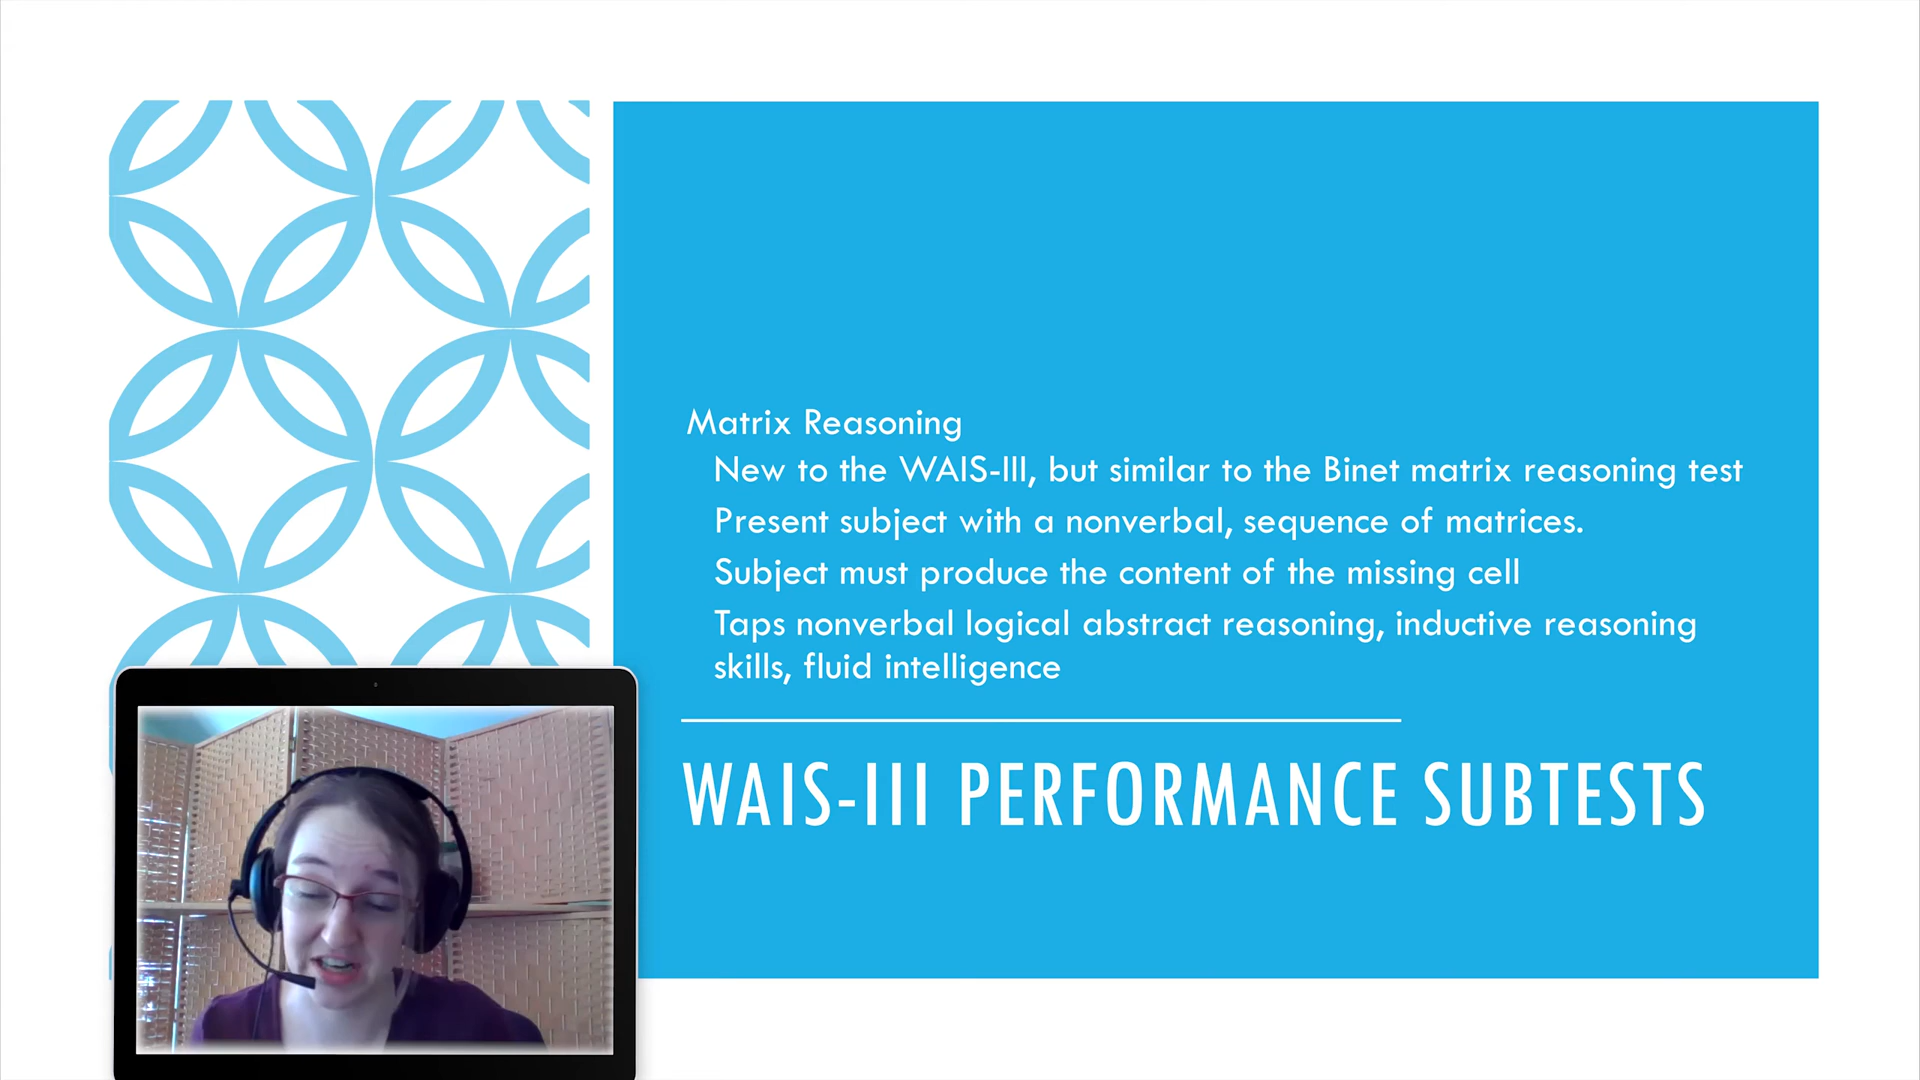 Matrix Reasoning
New to the WAIS-III, but similar to the Binet matrix reasoning test
Present subject with a nonverbal, sequence of matrices.
Subject must produce the content of the missing cell
Taps nonverbal logical abstract reasoning, inductive reasoning
skills, fluid intelligence
WAIS-III PERFORMANCE SUBTESTS